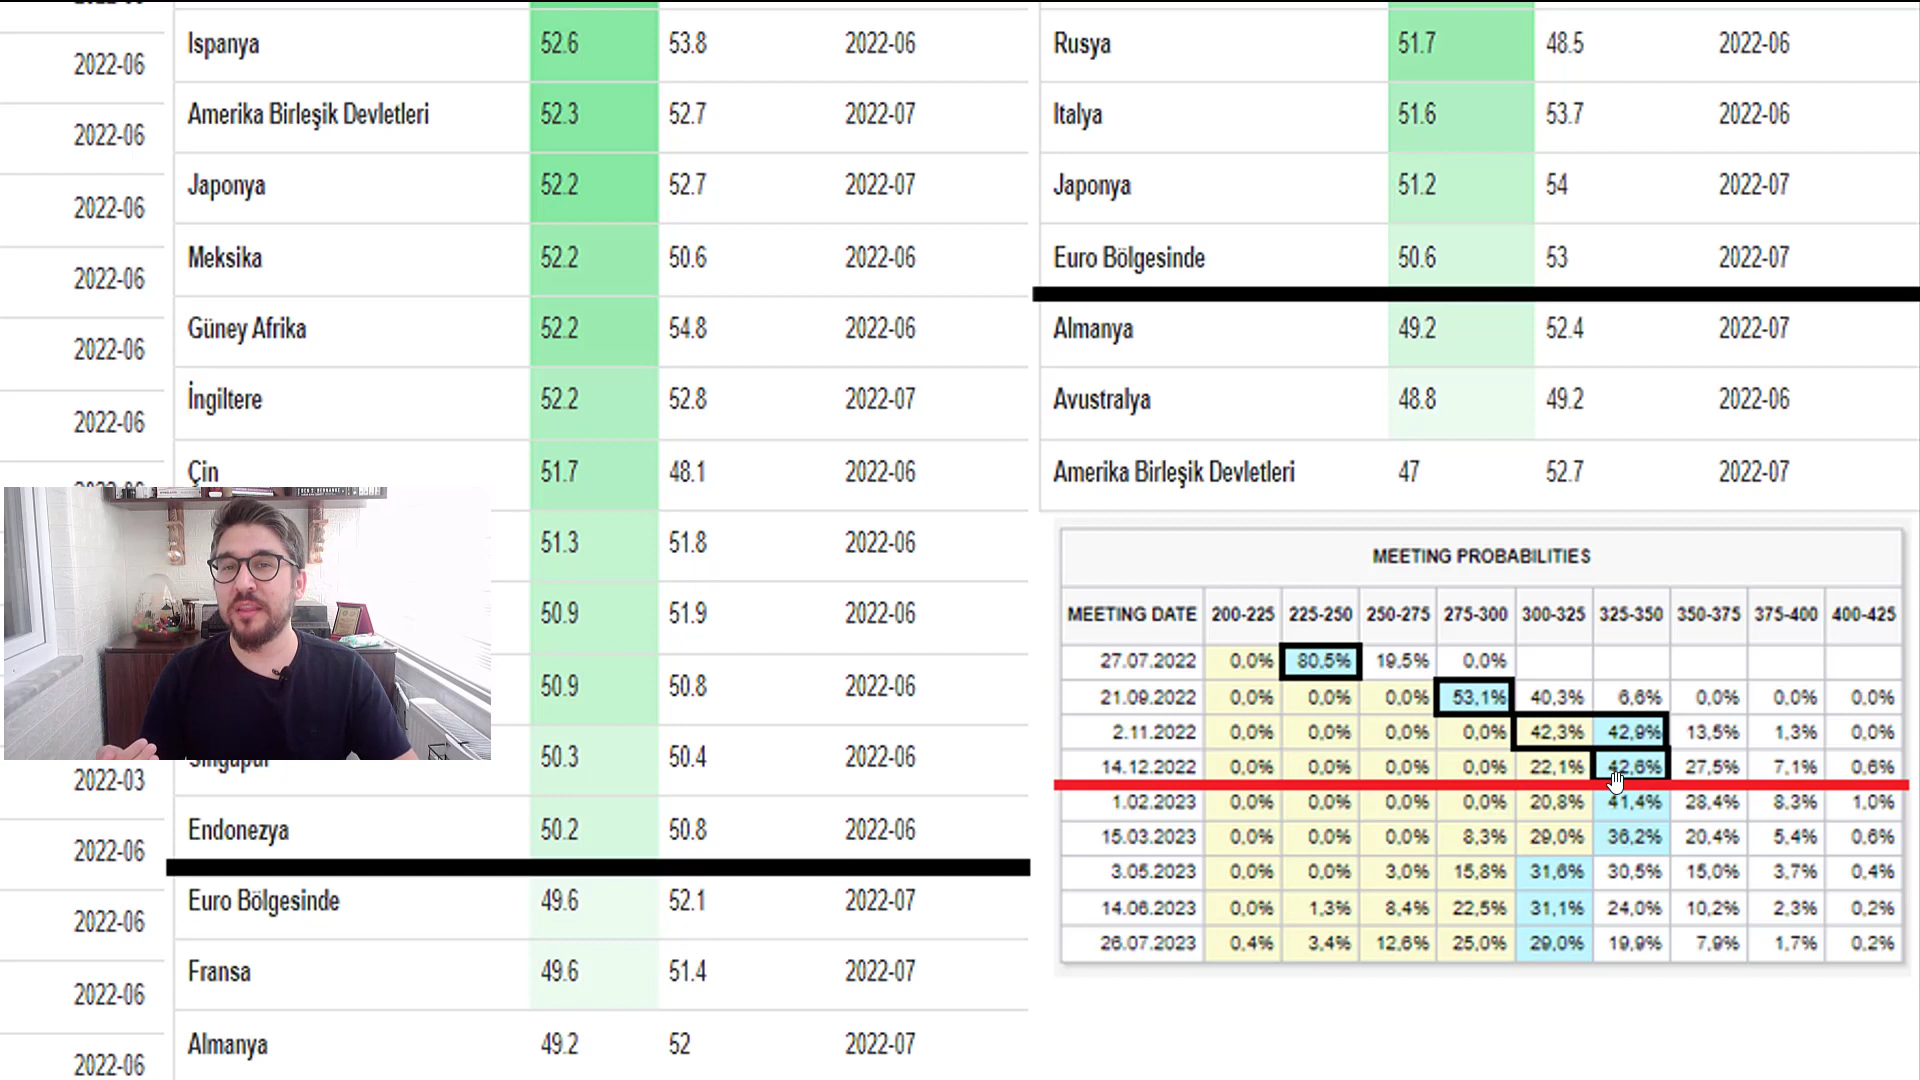 2022-06
2022-06
2022-06
2022-06
2022-06
2022-06
2022-03
2022-06
2022-06
2022-06
2022-06
Ispanya 52.6 53.8 2022-06
Amerika Birleşik Devletleri 52.3 52.7 2022-07
Japonya 52.2 52.7 2022-07
Meksika 52.2 50.6 2022-06
Güney Afrika 52.2 54.8 2022-06
İngiltere 52.2 52.8 2022-07
Çin 51.7 48.1 2022-06
51.3 51.8 2022-06
50.9 51.9 2022-06
50.9 50.8 2022-06
Singapur 50.3 50.4 2022-06
Endonezya 50.2 50.8 2022-06
Euro Bölgesinde 49.6 52.1 2022-07
Fransa 49.6 51.4 2022-07
Almanya 49.2 52 2022-07
Rusya 51.7 48.5 2022-06
Italya 51.6 53.7 2022-06
Japonya 51.2 54 2022-07
Euro Bölgesinde 50.6 53 2022-07
Almanya 49.2 52.4 2022-07
Avustralya 48.8 49.2 2022-06
Amerika Birleşik Devletleri 47 52.7 2022-07
MEETING PROBABILITIES
MEETING DATE 200-225 225-250 250-275 275-300 300-325 325-350 350-375 375-400 400-425
27.07.2022 0,0% 80,5% 19,5% 0,0%
21.09.2022 0,0% 0,0% 0,0% 53,1% 40,3% 6,6% 0,0% 0,0% 0,0%
2.11.2022 0,0% 0,0% 0,0% 0,0% 42,3% 42,9% 13,5% 1,3% 0,0%
14.12.2022 0,0% 0,0% 0,0% 0,0% 22,1% 42,6% 27,5% 7,1% 0,6%
1.02.2023 0,0% 0,0% 0,0% 0,0% 20,8% 41,4% 28,4% 8,3% 1,0%
15.03.2023 0,0% 0,0% 0,0% 8,3% 29,0% 36,2% 20,4% 5,4% 0,6%
3.05.2023 0,0% 0,0% 3,0% 15,8% 31,6% 30,5% 15,0% 3,7% 0,4%
14.06.2023 0,0% 1,3% 8,4% 22,5% 31,1% 24,0% 10,2% 2,3% 0,2%
26.07.2023 0,4% 3,4% 12,6% 25,0% 29,0% 19,9% 7,9% 1,7% 0,2%